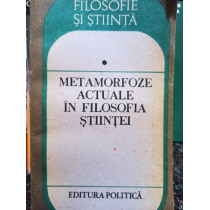 FILOSOFIE
ȘI ȘTIINȚĂ
METAMORFOZE
ACTUALE
ÎN FILOSOFIA
ȘTIINȚEI
EDITURA POLITICĂ